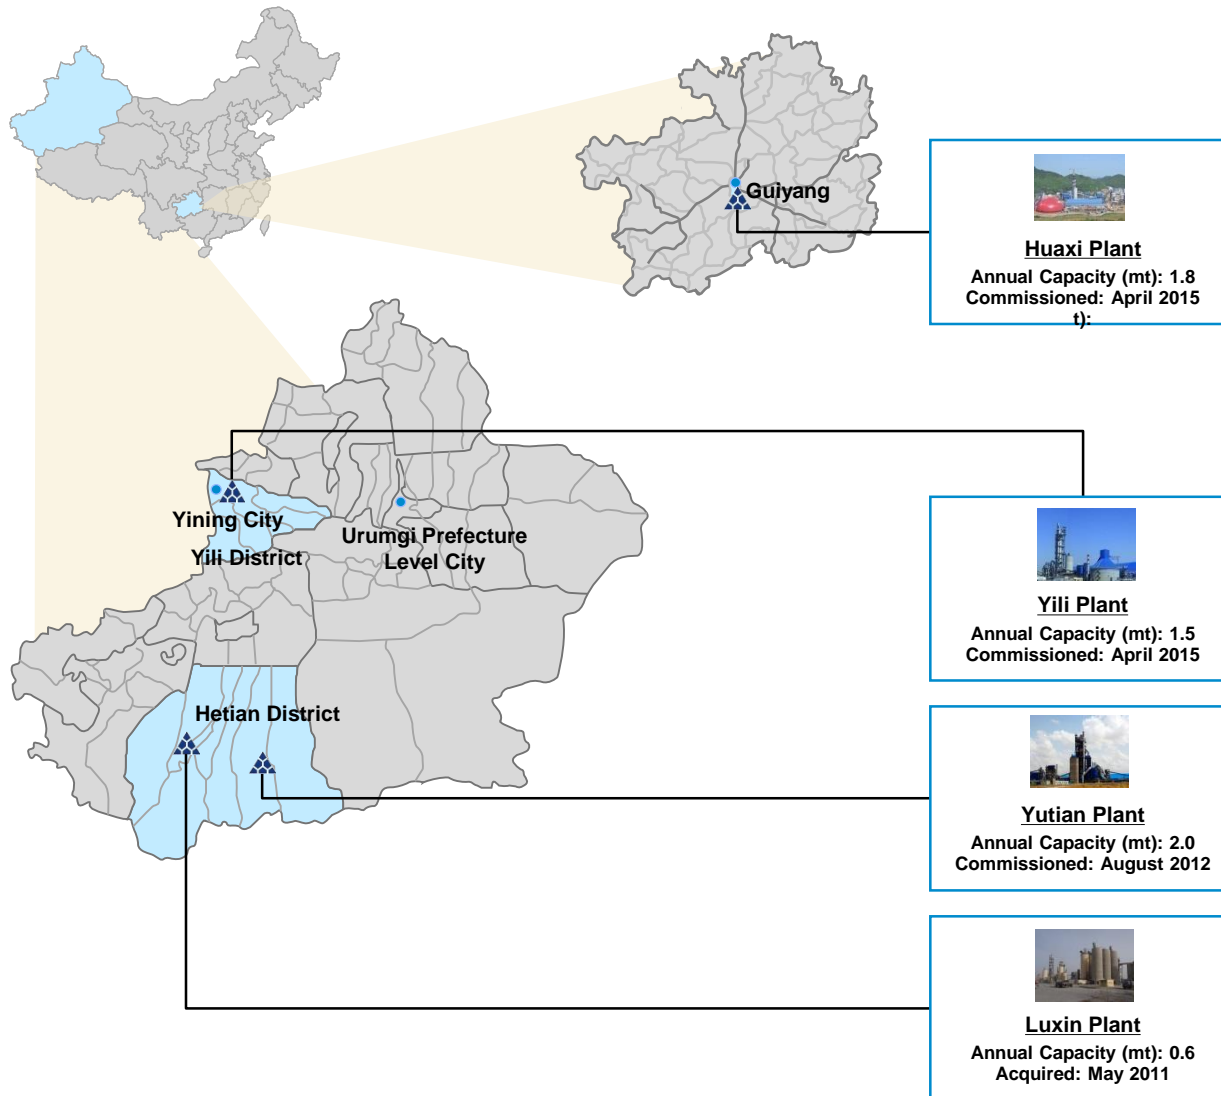 Guiyang
Huaxi Plant
Annual Capacity (mt): 1.8
Commissioned: April 2015
t):
Yining City
Yili District
Urumgi Prefecture
Level City
Yili Plant
Annual Capacity (mt): 1.5
Commissioned: April 2015
Hetian District
Yutian Plant
Annual Capacity (mt): 2.0
Commissioned: August 2012
Luxin Plant
Annual Capacity (mt): 0.6
Acquired: May 2011